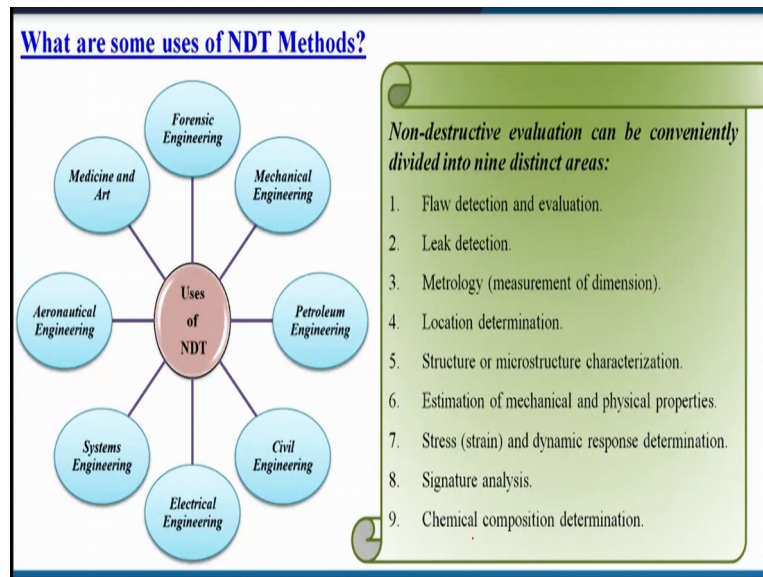 What are some uses of NDT Methods?
Forensic
Engineering
Medicine and
Art
Mechanical
Engineering
Aeronautical
Engineering
Uses
of
NDT
Petroleum
Engineering
Systems
Engineering
Civil
Engineering
Electrical
Engineering
Non-destructive evaluation can be conveniently
divided into nine distinct areas:
1. Flaw detection and evaluation.
2. Leak detection.
3. Metrology (measurement of dimension).
4. Location determination.
5. Structure or microstructure characterization.
6. Estimation of mechanical and physical properties.
7. Stress (strain) and dynamic response determination.
8. Signature analysis.
9. Chemical composition determination.